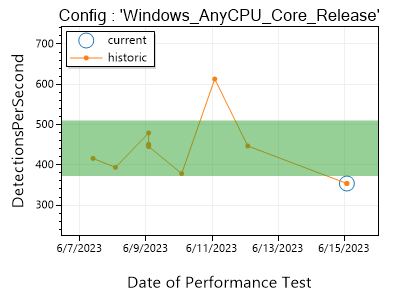 Config : 'Windows_AnyCPU_Core_Release'
current
historic
DetectionsPerSecond
700
600
500
400
300
6/7/2023
6/9/2023
6/11/2023
6/13/2023
6/15/2023
Date of Performance Test